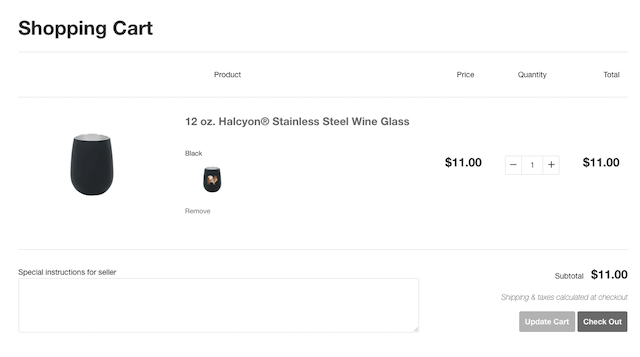 Shopping Cart
Product Price Quantity Total
12 oz. Halcyon® Stainless Steel Wine Glass
Black
$11.00 − 1 + $11.00
Remove
Special instructions for seller
Subtotal $11.00
Shipping & taxes calculated at checkout
Update Cart Check Out